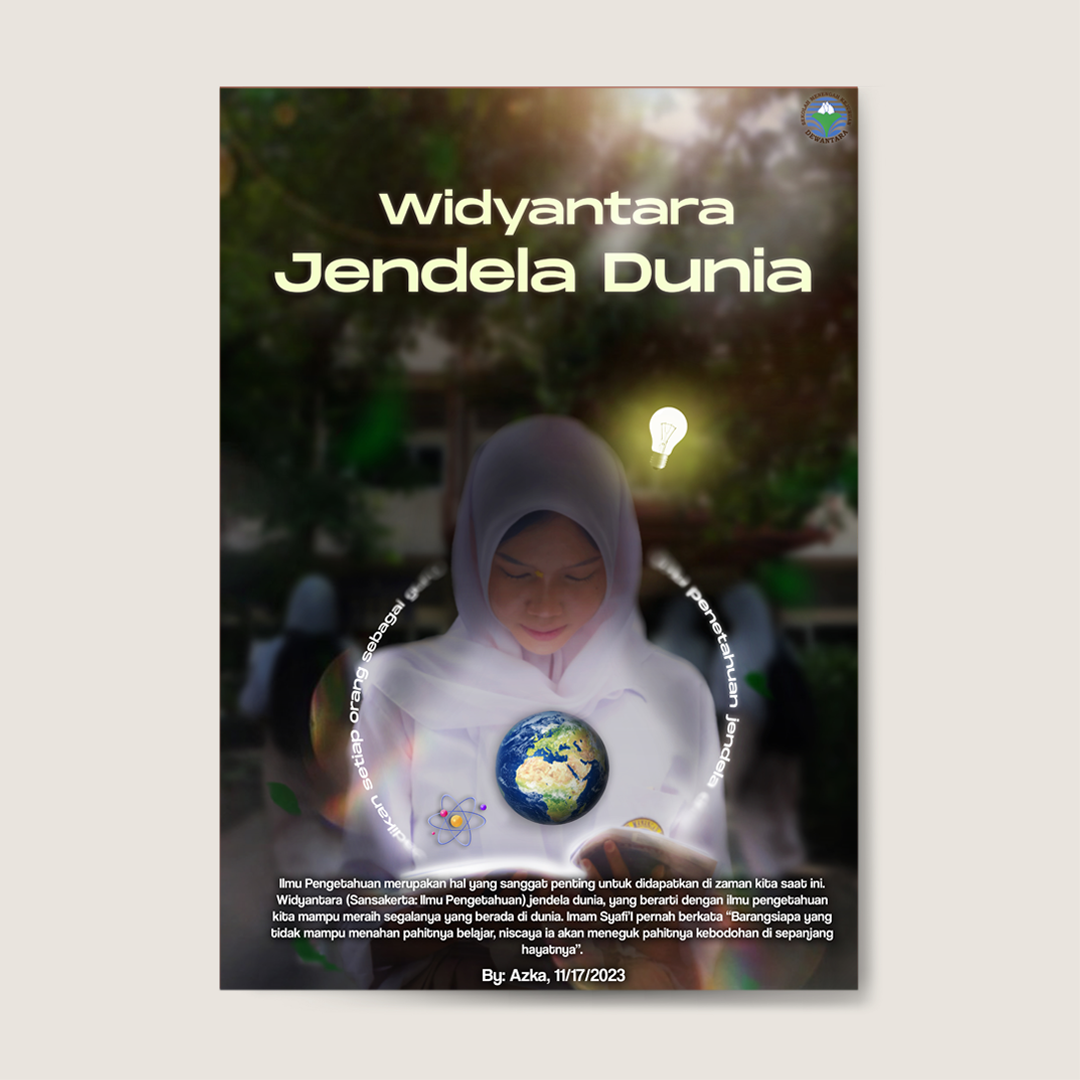 DEWANTARA
Widyantara
Jendela Dunia
setiap orang sebagai
penetahuan jendela
Ilmu Pengetahuan merupakan hal yang sanggat penting untuk didapatkan di zaman kita saat ini.
Widyantara (Sansakerta: Ilmu Pengetahuan) jendela dunia, yang berarti dengan ilmu pengetahuan
kita mampu meraih segalanya yang berada di dunia. Imam Syafi'I pernah berkata “Barangsiapa yang
tidak mampu menahan pahitnya belajar, niscaya ia akan meneguk pahitnya kebodohan di sepanjang
hayatnya”.
By: Azka, 11/17/2023